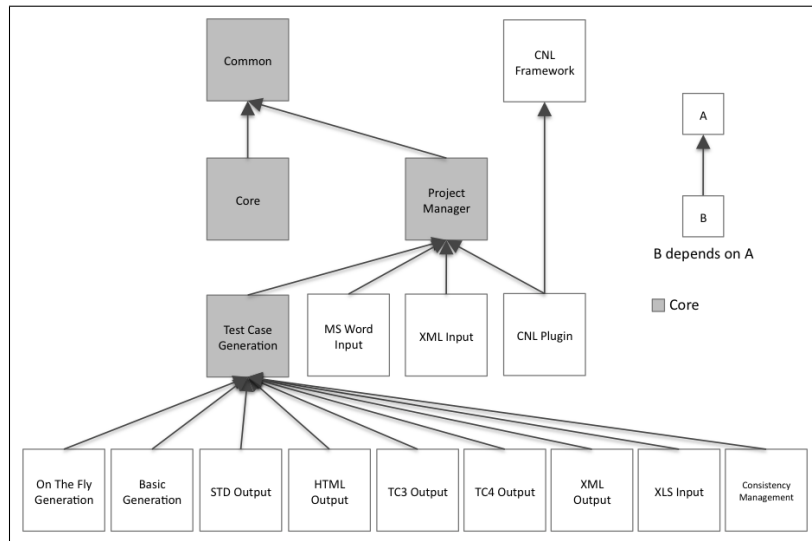 Common
CNL
Framework
A
Core
Project
Manager
B
B depends on A
Core
Test Case
Generation
MS Word
Input
XML Input
CNL Plugin
On The Fly
Generation
Basic
Generation
STD Output
HTML
Output
TC3 Output
TC4 Output
XML
Output
XLS Input
Consistency
Management